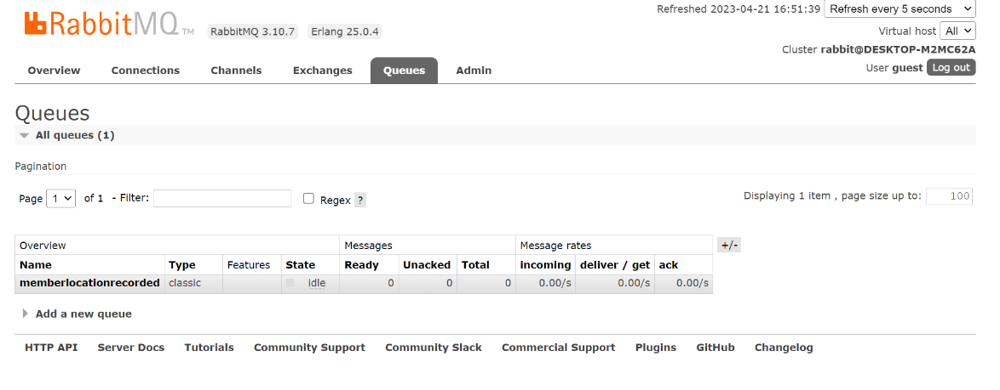 Refreshed 2023-04-21 16:51:39 Refresh every 5 seconds
RabbitMQ TM RabbitMQ 3.10.7 Erlang 25.0.4
Virtual host All
Cluster rabbit@DESKTOP-M2MC62A
User guest Log out
Overview Connections Channels Exchanges Queues Admin
Queues
All queues (1)
Pagination
Page 1 of 1 - Filter: Regex ? Displaying 1 item , page size up to: 100
Overview Messages Message rates +/-
Name Type Features State Ready Unacked Total incoming deliver / get ack
memberlocationrecorded classic idle 0 0 0 0.00/s 0.00/s 0.00/s
Add a new queue
HTTP API Server Docs Tutorials Community Support Community Slack Commercial Support Plugins GitHub Changelog